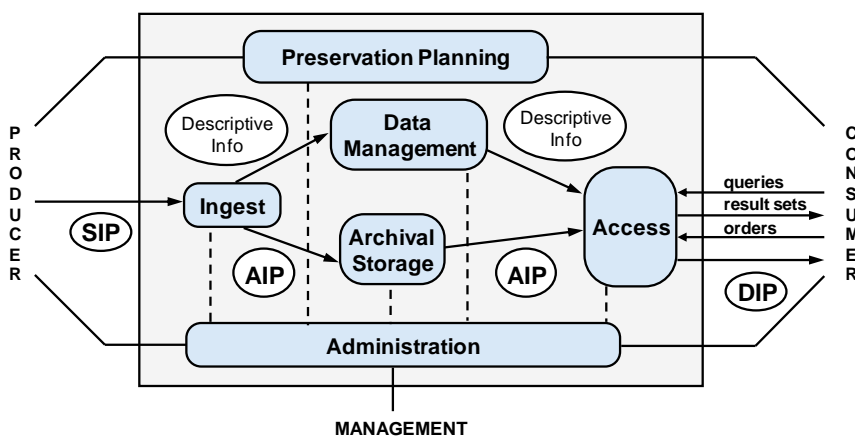 Preservation Planning
P
R
O
D
U
C
E
R
Descriptive
Info
Data
Management
Descriptive
Info
C
O
N
S
U
M
E
R
Ingest
SIP
AIP
Archival
Storage
AIP
Access
queries
result sets
orders
DIP
Administration
MANAGEMENT